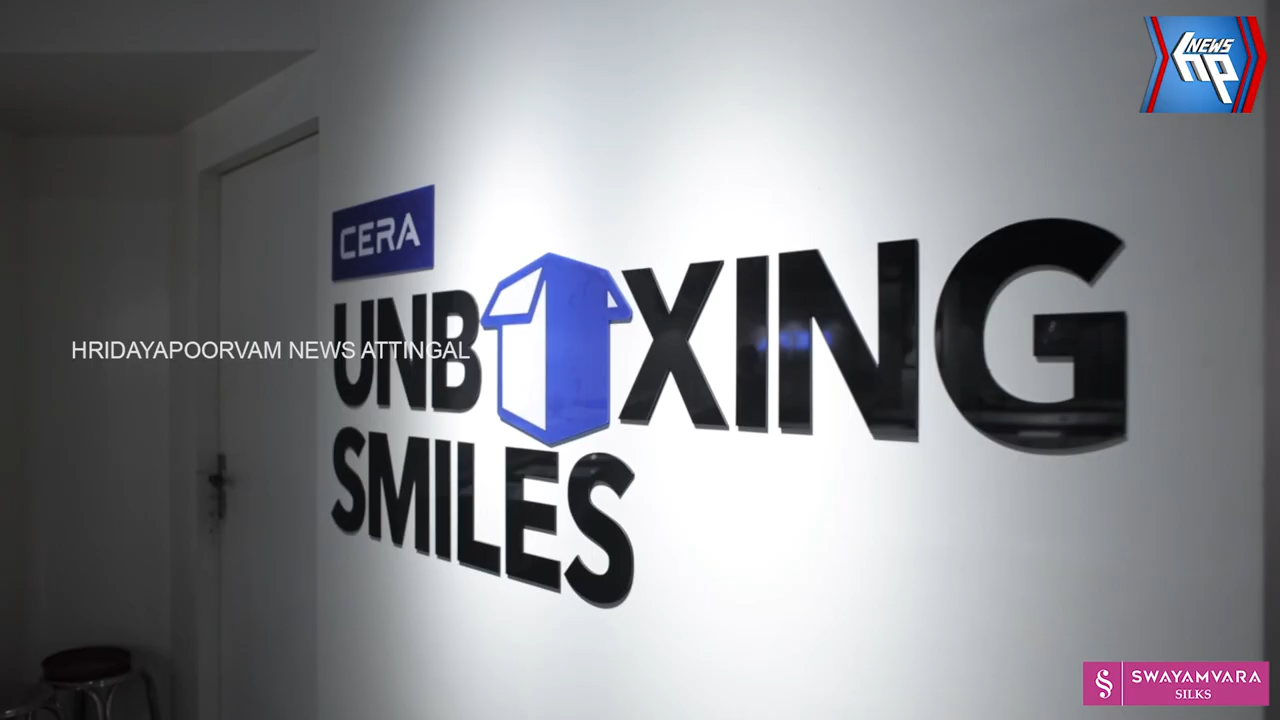 NEWS
hp
CERA
UNBOXING
HRIDAYAPOORVAM NEWS ATTINGAL
SMILES
SWAYAMVARA
SILKS